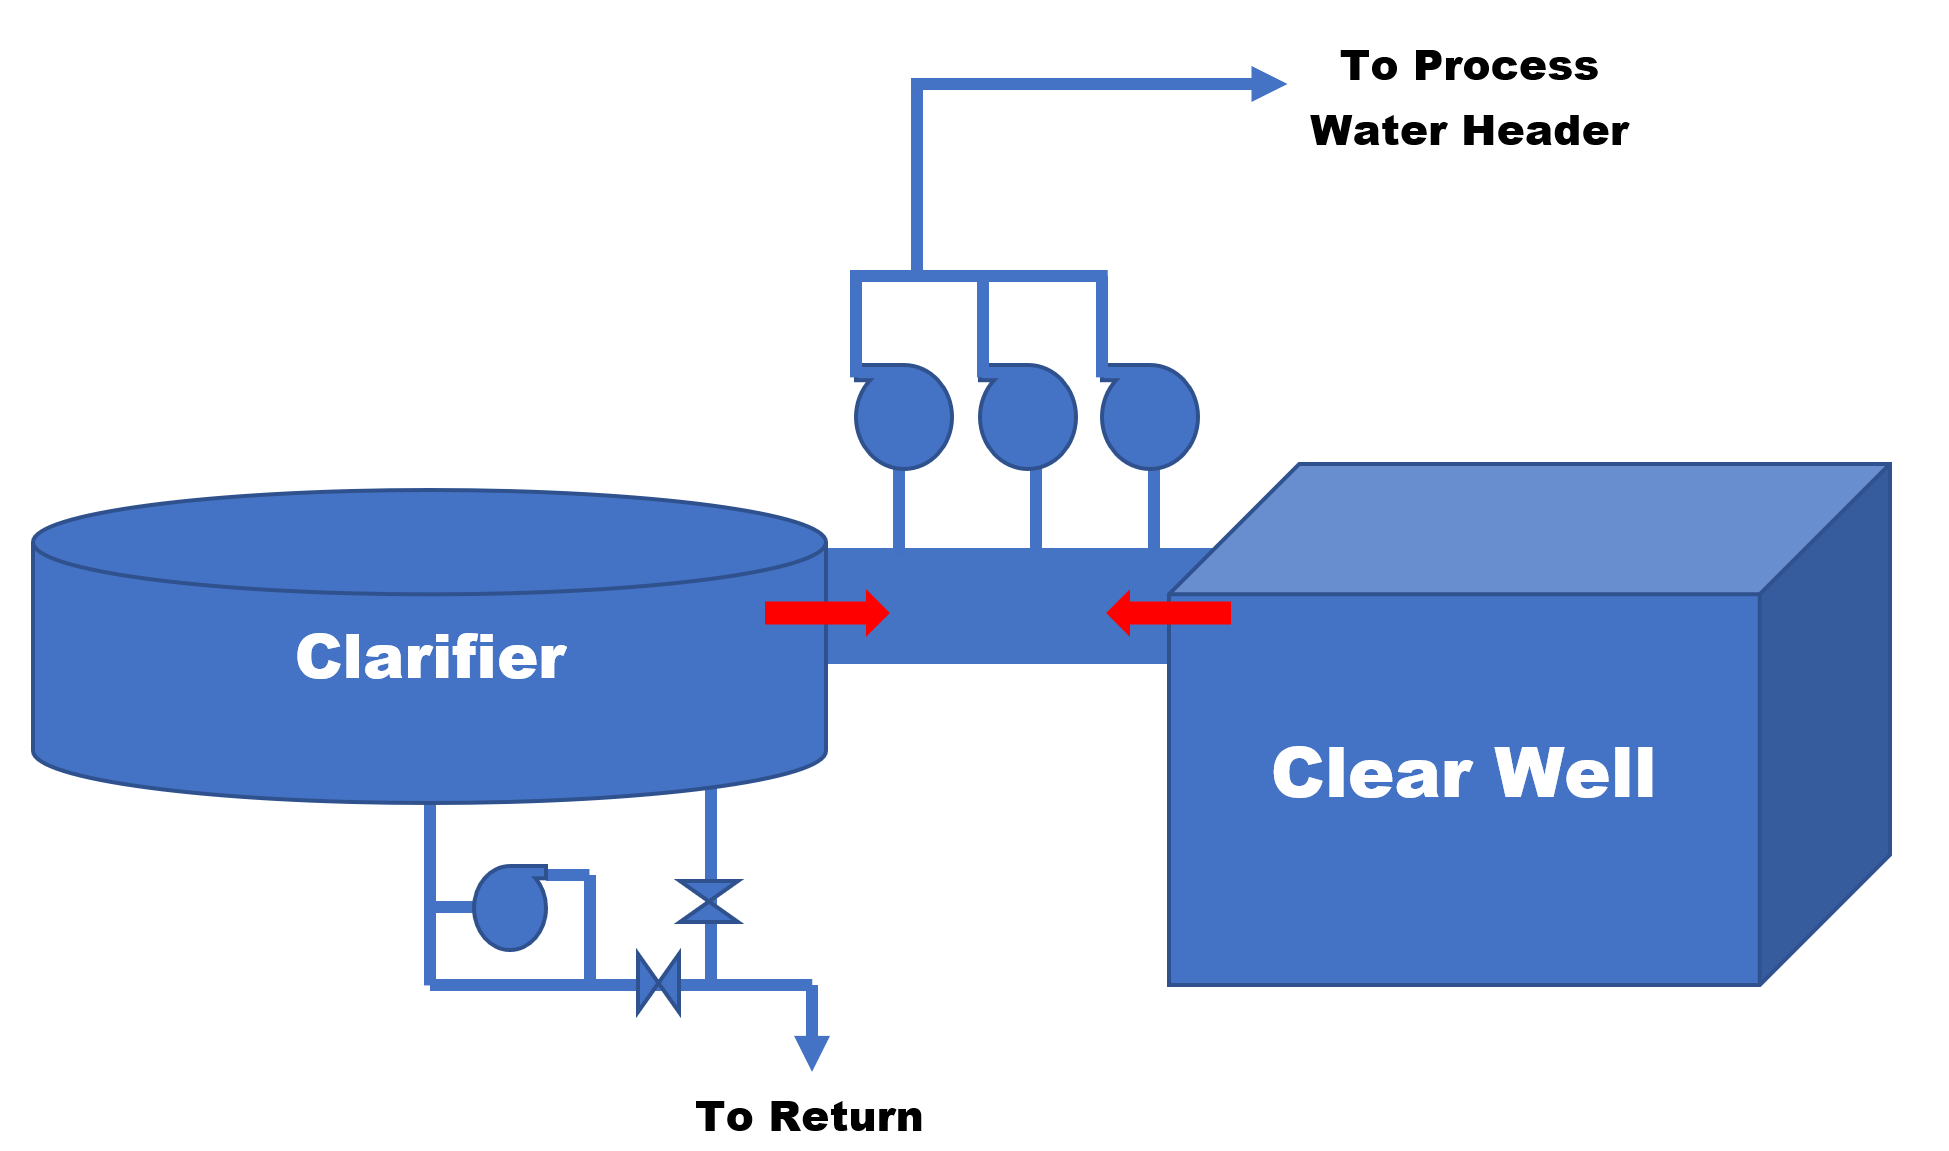 To Process
Water Header
Clarifier
Clear Well
To Return